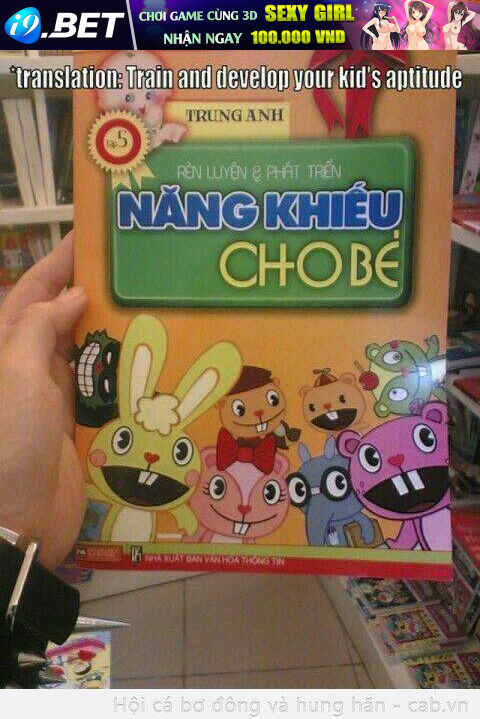 i9.BET
CHƠI GAME CÙNG 3D SEXY GIRL
NHẬN NGAY 100.000 VND
*translation: Train and develop your kid's aptitude
TRUNG ANH
Tập 5
RÈN LUYỆN & PHÁT TRIỂN
NĂNG KHIẾU
CHO BÉ
NHÀ XUẤT BẢN VĂN HÓA THÔNG TIN
Hội cá bơ đông và hung hãn - cab.vn